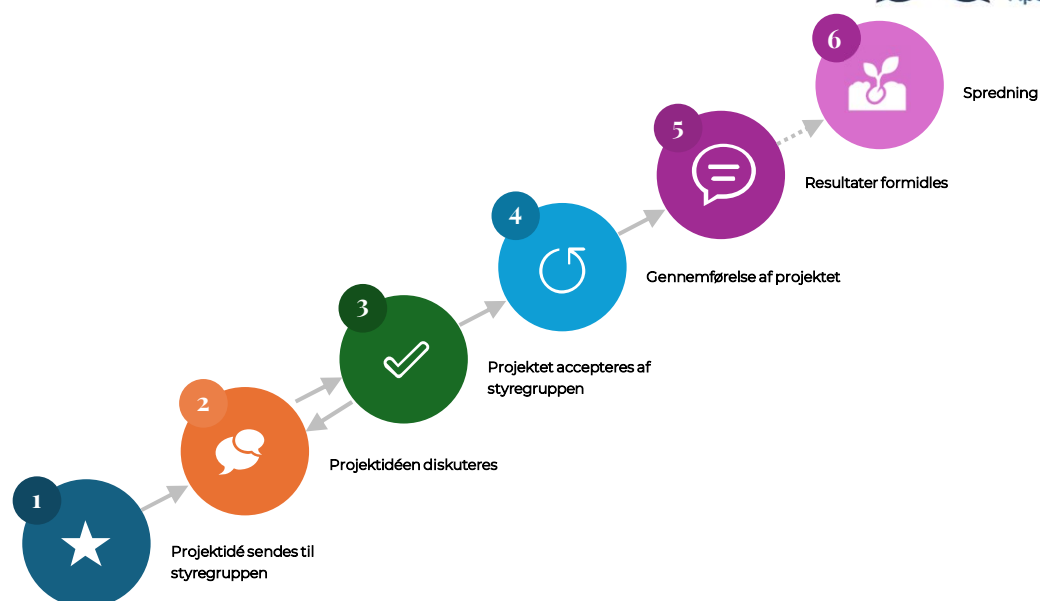 6
Spredning
5
Resultater formidles
4
Gennemførelse af projektet
3
Projektet accepteres af
styregruppen
2
Projektidéen diskuteres
1
Projektidé sendes til
styregruppen